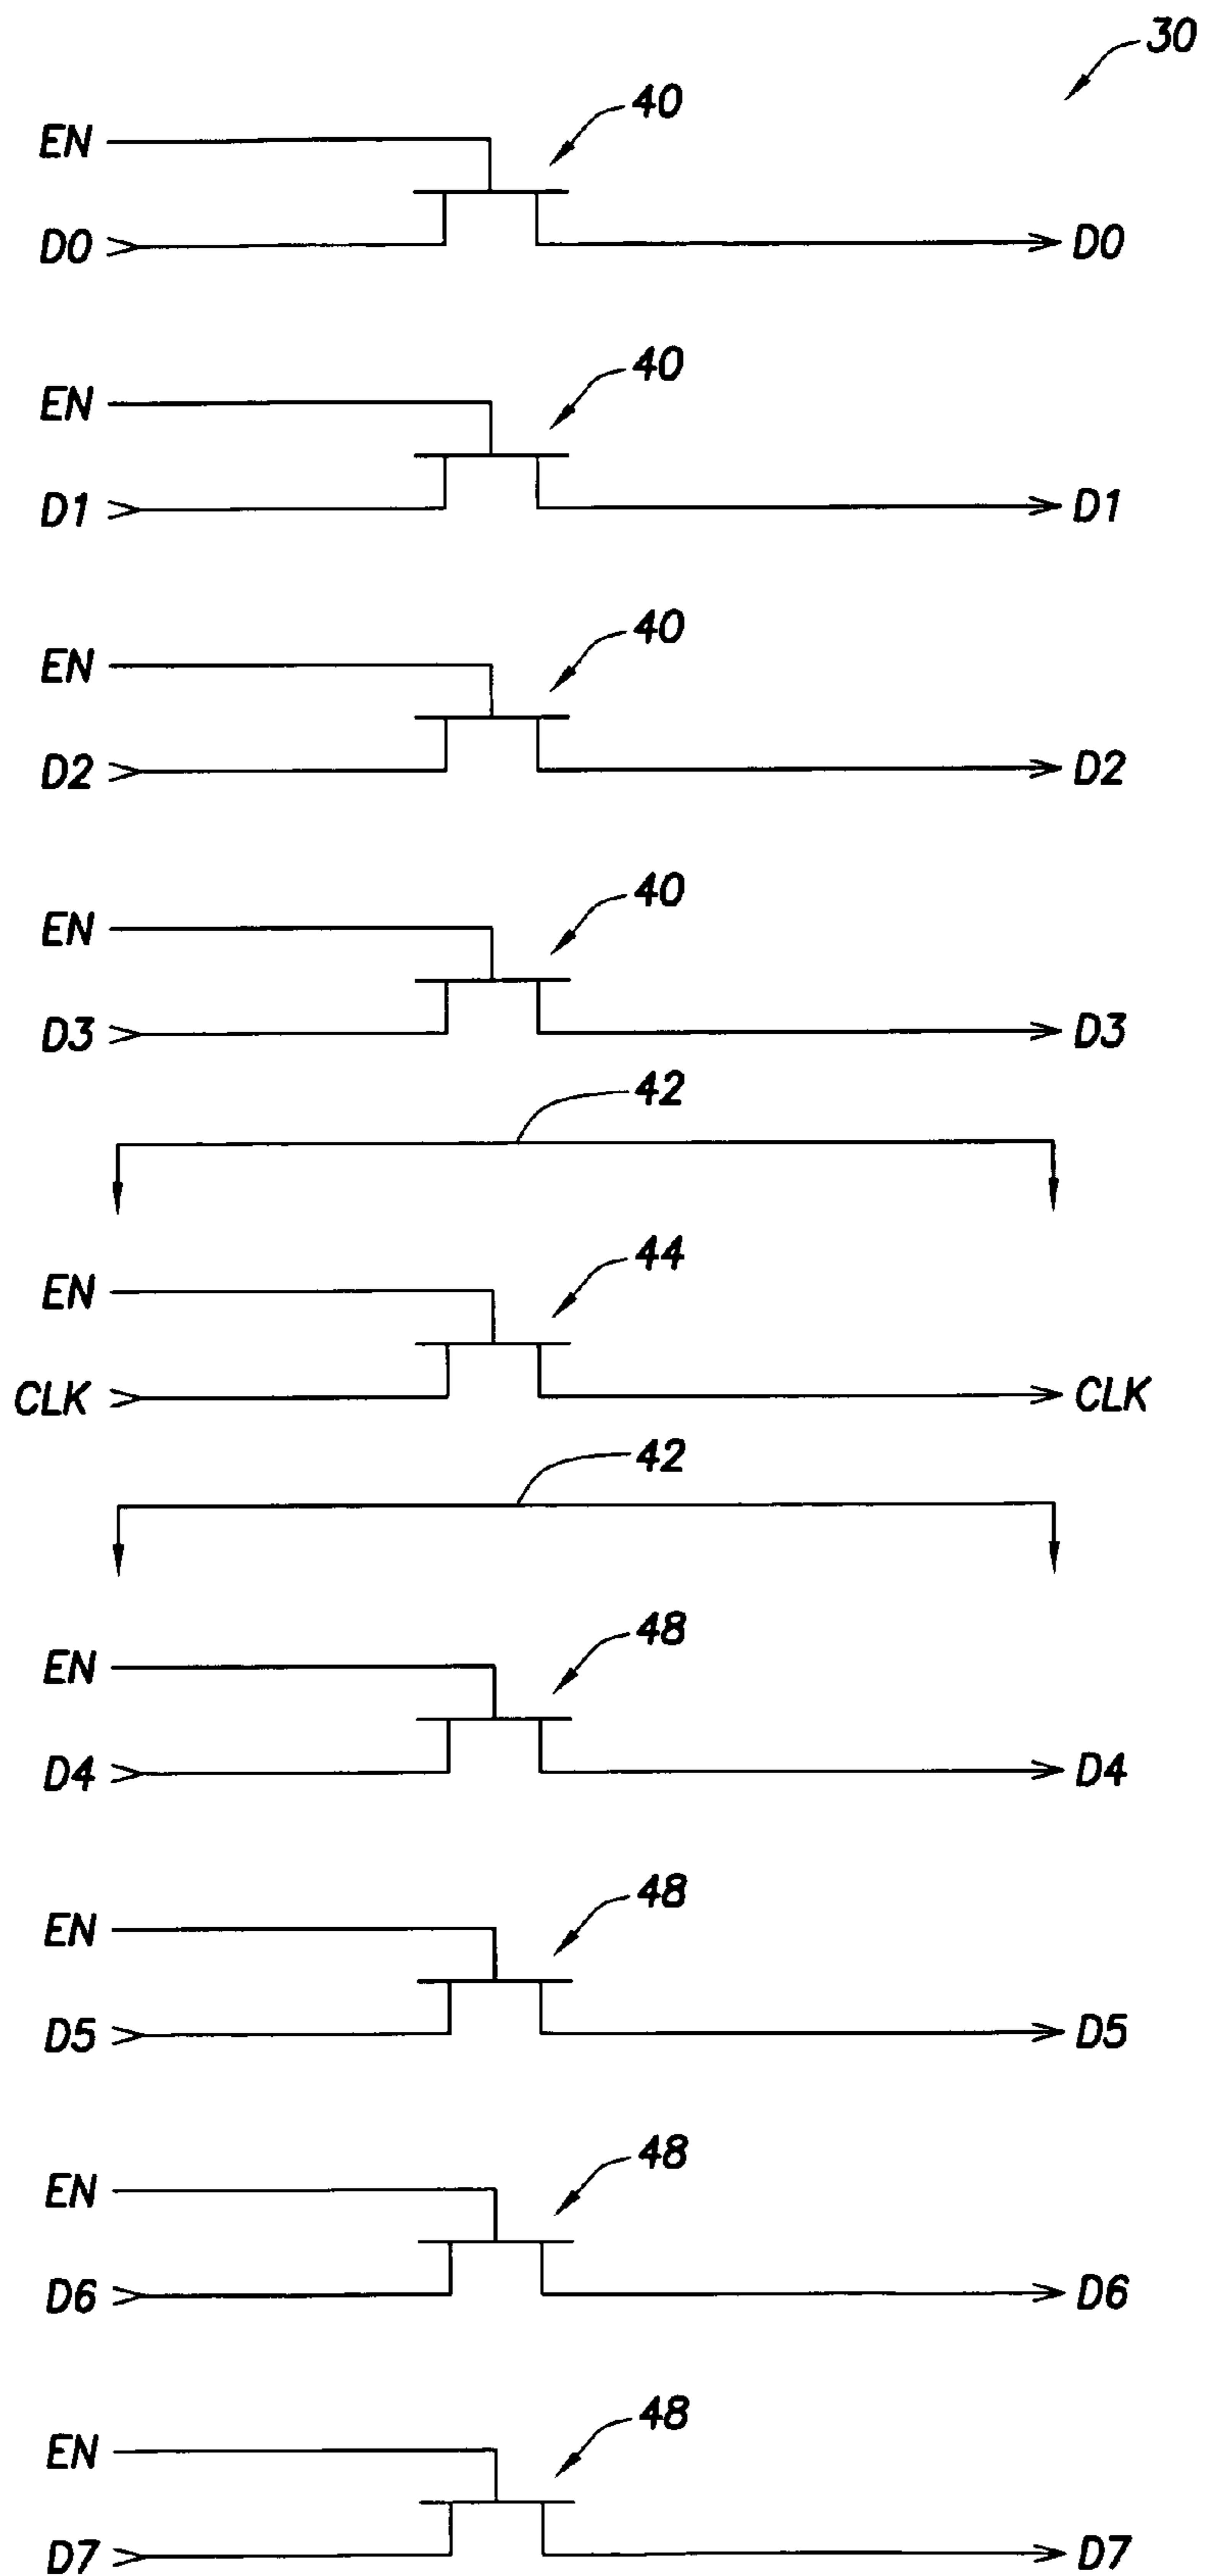 30
40
EN
D0 D0
40
EN
D1 D1
40
EN
D2 D2
40
EN
D3 D3
42
44
EN
CLK CLK
42
48
EN
D4 D4
48
EN
D5 D5
48
EN
D6 D6
48
EN
D7 D7